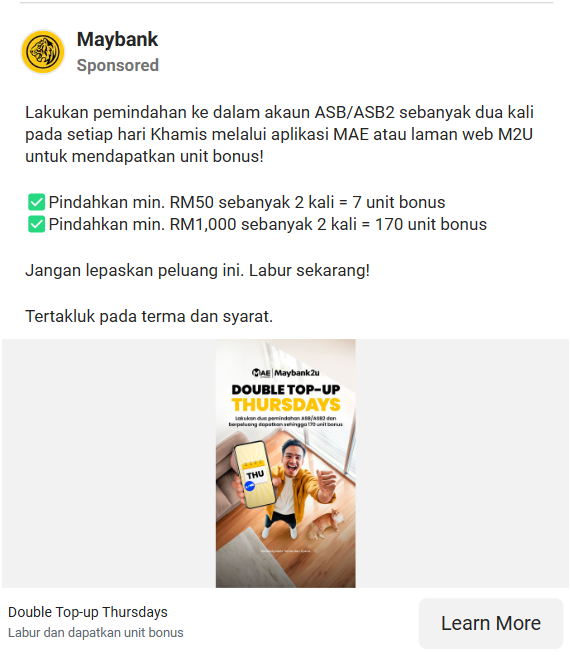 Maybank
Sponsored
Lakukan pemindahan ke dalam akaun ASB/ASB2 sebanyak dua kali
pada setiap hari Khamis melalui aplikasi MAE atau laman web M2U
untuk mendapatkan unit bonus!
✅Pindahkan min. RM50 sebanyak 2 kali = 7 unit bonus
✅Pindahkan min. RM1,000 sebanyak 2 kali = 170 unit bonus
Jangan lepaskan peluang ini. Labur sekarang!
Tertakluk pada terma dan syarat.
MAE Maybank2u
DOUBLE TOP-UP
THURSDAYS
Lakukan dua pemindahan ASB/ASB2 dan
berpeluang dapatkan sehingga 170 unit bonus
THU
Double Top-up Thursdays
Labur dan dapatkan unit bonus
Learn More